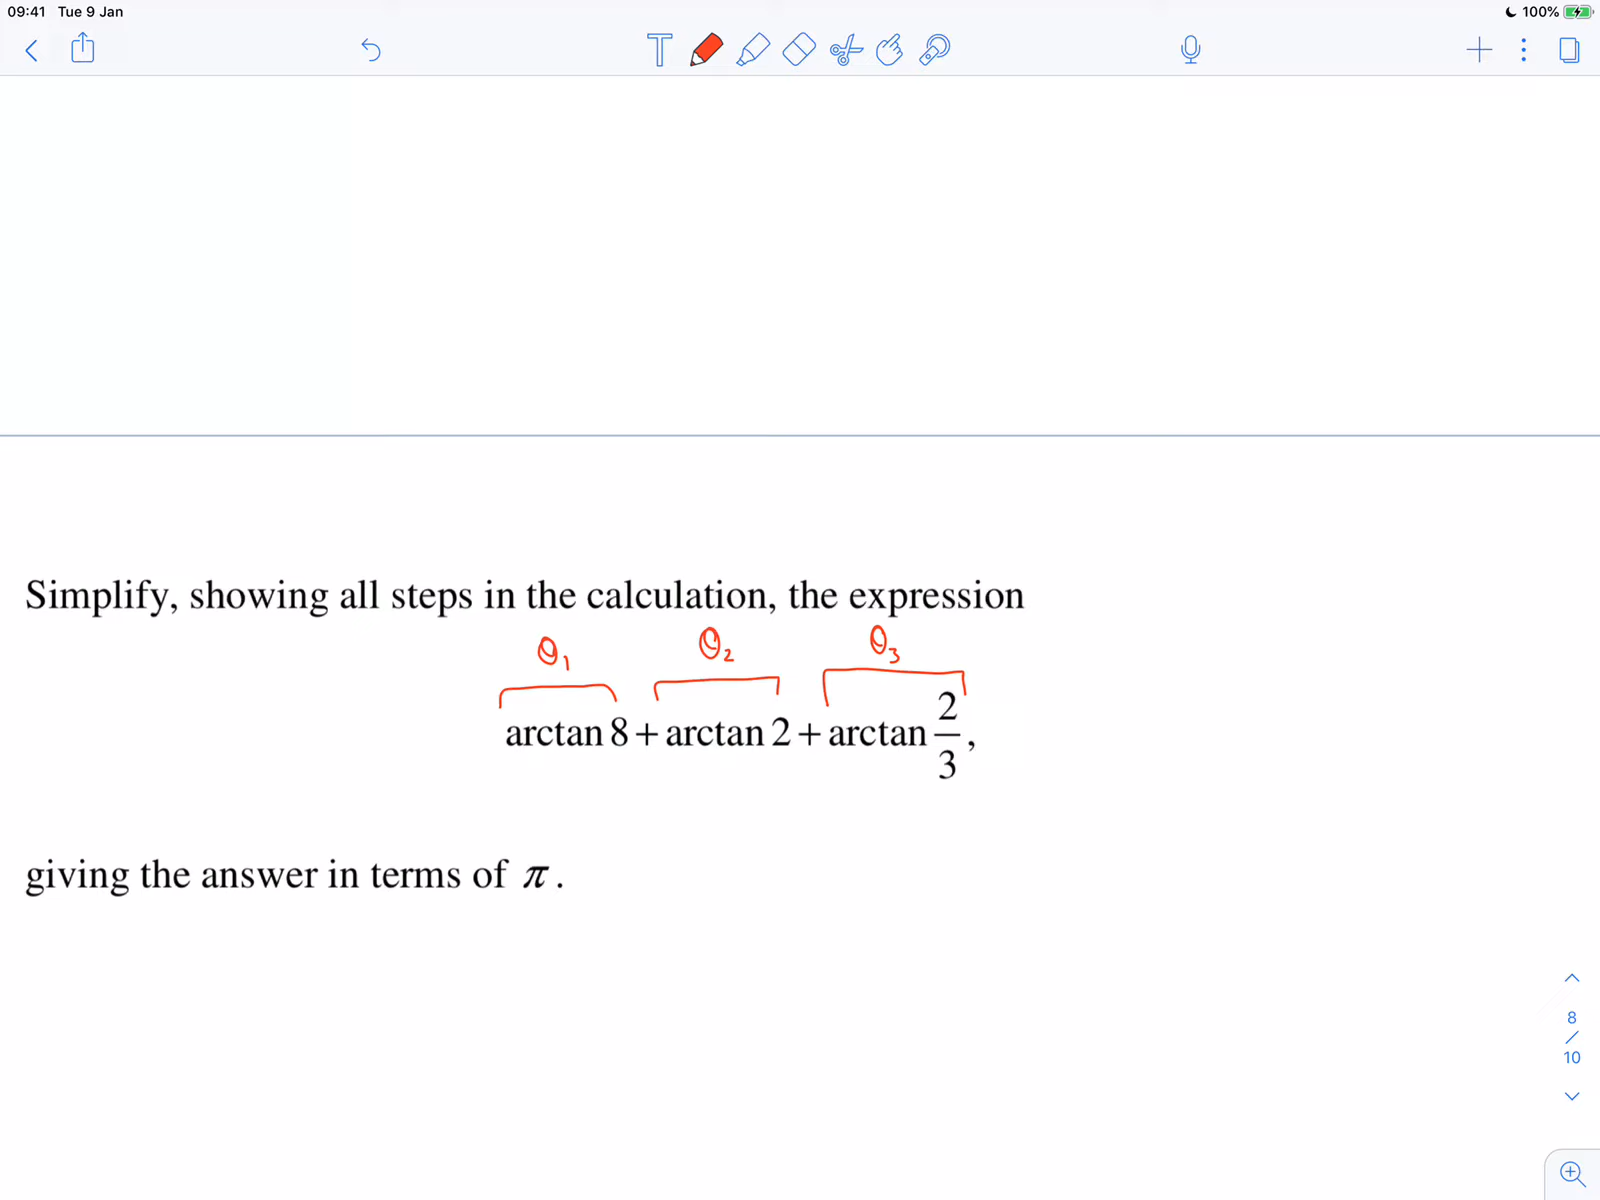 09:41 Tue 9 Jan 100%
T
Simplify, showing all steps in the calculation, the expression
θ₁ θ₂ θ₃
arctan 8 + arctan 2 + arctan 2/3,
giving the answer in terms of π.
8
/
10